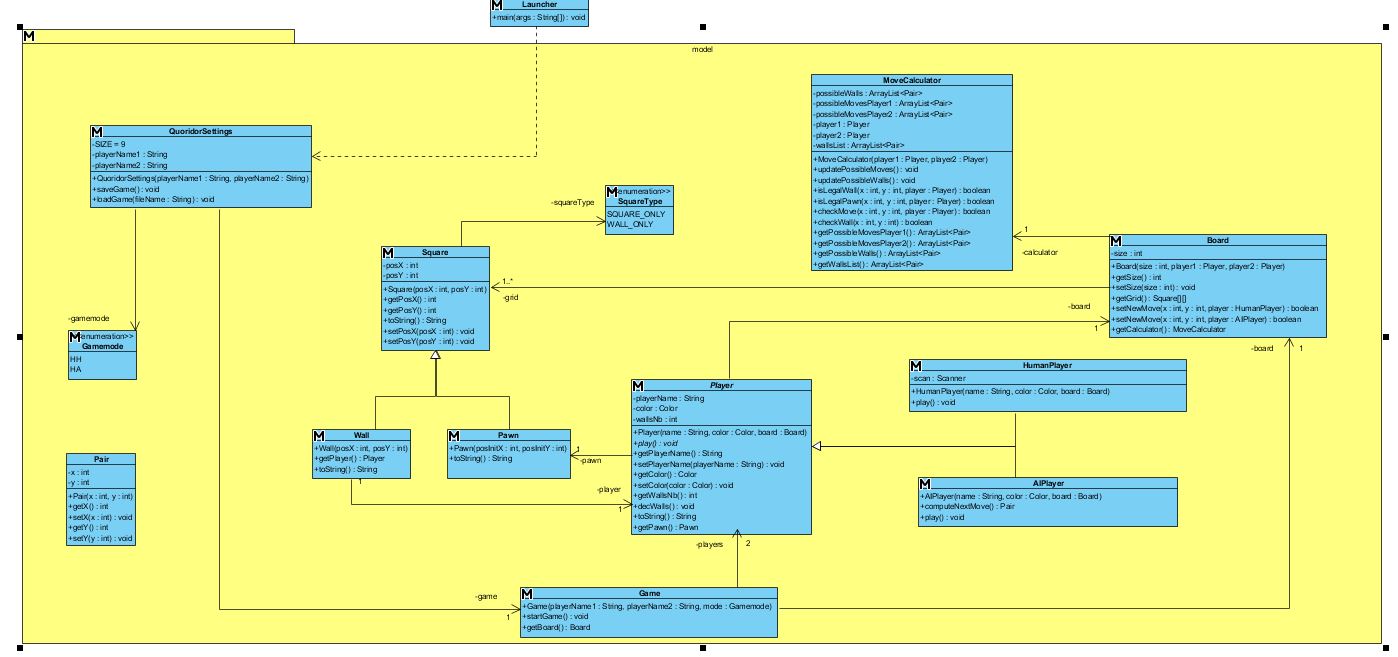 Launcher
+main(args : String[]) : void
model
MoveCalculator
-possibleWalls : ArrayList<Pair>
-possibleMovesPlayer1 : ArrayList<Pair>
-possibleMovesPlayer2 : ArrayList<Pair>
-player1 : Player
-player2 : Player
-wallsList : ArrayList<Pair>
+MoveCalculator(player1 : Player, player2 : Player)
+updatePossibleMoves() : void
+updatePossibleWalls() : void
+isLegalWall(x : int, y : int, player : Player) : boolean
+isLegalPawn(x : int, y : int, player : Player) : boolean
+checkMove(x : int, y : int, player : Player) : boolean
+checkWall(x : int, y : int) : boolean
+getPossibleMovesPlayer1() : ArrayList<Pair>
+getPossibleMovesPlayer2() : ArrayList<Pair>
+getPossibleWalls() : ArrayList<Pair>
+getWallsList() : ArrayList<Pair>
QuoridorSettings
-SIZE = 9
-playerName1 : String
-playerName2 : String
+QuoridorSettings(playerName1 : String, playerName2 : String)
+saveGame() : void
+loadGame(fileName : String) : void
-squareType
enumeration>>
SquareType
SQUARE_ONLY
WALL_ONLY
1
-calculator
Board
-size : int
+Board(size : int, player1 : Player, player2 : Player)
+getSize() : int
+setSize(size : int) : void
+getGrid() : Square[][]
+setNewMove(x : int, y : int, player : HumanPlayer) : boolean
+setNewMove(x : int, y : int, player : AIPlayer) : boolean
+getCalculator() : MoveCalculator
Square
-posX : int
-posY : int
+Square(posX : int, posY : int)
+getPosX() : int
+getPosY() : int
+toString() : String
+setPosX(posX : int) : void
+setPosY(posY : int) : void
1..*
-grid
-board
1
-board
1
-gamemode
enumeration>>
Gamemode
HH
HA
HumanPlayer
-scan : Scanner
+HumanPlayer(name : String, color : Color, board : Board)
+play() : void
Player
-playerName : String
-color : Color
-wallsNb : int
+Player(name : String, color : Color, board : Board)
+play() : void
+getPlayerName() : String
+setPlayerName(playerName : String) : void
+getColor() : Color
+setColor(color : Color) : void
+getWallsNb() : int
+decWalls() : void
+toString() : String
+getPawn() : Pawn
Wall
+Wall(posX : int, posY : int)
+getPlayer() : Player
+toString() : String
Pawn
+Pawn(posInitX : int, posInitY : int)
+toString() : String
1
-pawn
1
-player
1
Pair
-x : int
-y : int
+Pair(x : int, y : int)
+getX() : int
+setX(x : int) : void
+getY() : int
+setY(y : int) : void
AIPlayer
+AIPlayer(name : String, color : Color, board : Board)
+computeNextMove() : Pair
+play() : void
-players
2
-game
1
Game
+Game(playerName1 : String, playerName2 : String, mode : Gamemode)
+startGame() : void
+getBoard() : Board